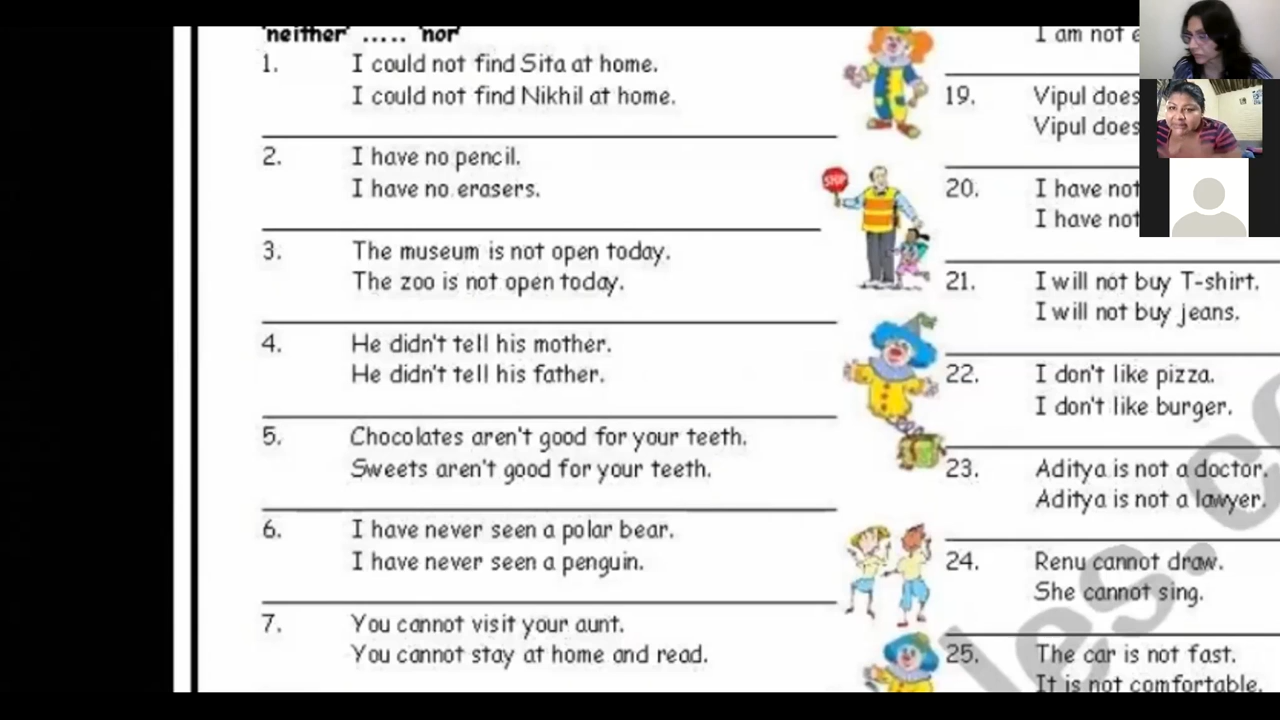 'neither' ..... 'nor'
1. I could not find Sita at home.
I could not find Nikhil at home.
2. I have no pencil.
I have no erasers.
3. The museum is not open today.
The zoo is not open today.
4. He didn't tell his mother.
He didn't tell his father.
5. Chocolates aren't good for your teeth.
Sweets aren't good for your teeth.
6. I have never seen a polar bear.
I have never seen a penguin.
7. You cannot visit your aunt.
You cannot stay at home and read.
STOP
I am not
19. Vipul does
Vipul does
20. I have not
I have not
21. I will not buy T-shirt.
I will not buy jeans.
22. I don't like pizza.
I don't like burger.
23. Aditya is not a doctor.
Aditya is not a lawyer.
24. Renu cannot draw.
She cannot sing.
25. The car is not fast.
It is not comfortable.